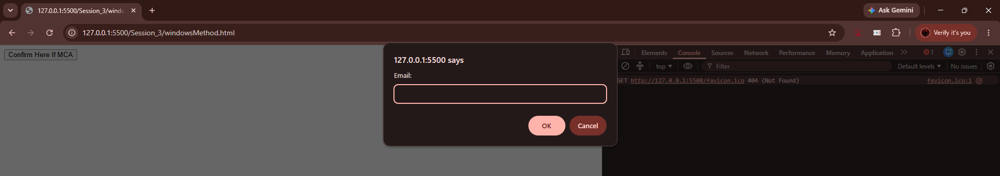 127.0.0.1:5500/Session_3/windo
Ask Gemini
127.0.0.1:5500/Session_3/windowsMethod.html
Verify it's you
Confirm Here If MCA
127.0.0.1:5500 says
Email:
OK
Cancel
Elements Console Sources Network Performance Memory Application 1
top Filter Default levels No issues
GET http://127.0.0.1:5500/favicon.ico 404 (Not Found) favicon.ico:1